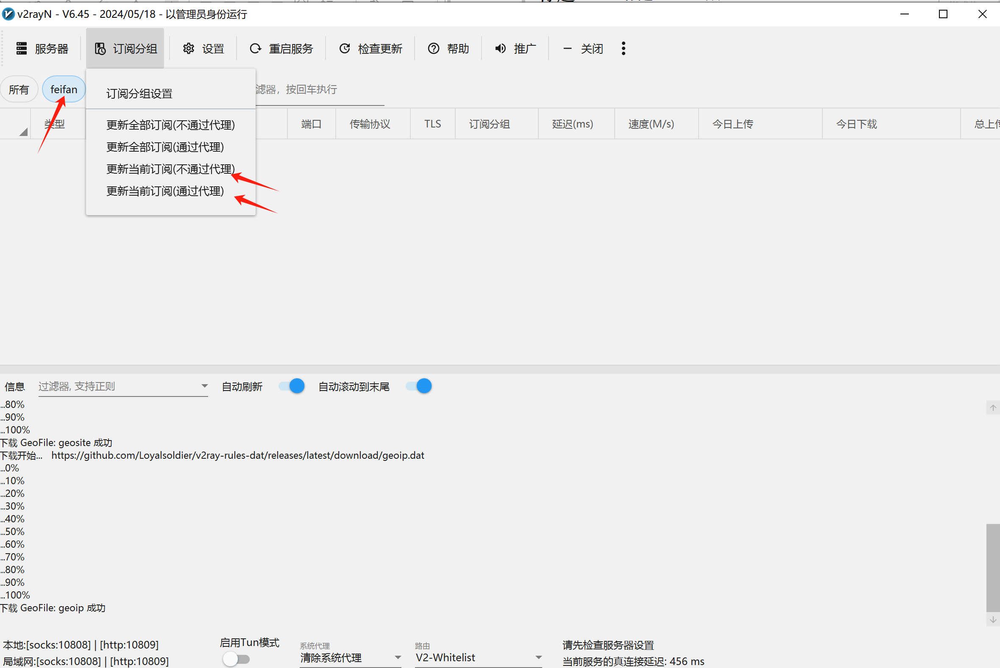 v2rayN - V6.45 - 2024/05/18 - 以管理员身份运行
服务器 订阅分组 设置 重启服务 检查更新 帮助 推广 关闭
所有 feifan 滤器，按回车执行
订阅分组设置
类型 端口 传输协议 TLS 订阅分组 延迟(ms) 速度(M/s) 今日上传 今日下载 总上传
更新全部订阅(不通过代理)
更新全部订阅(通过代理)
更新当前订阅(不通过代理)
更新当前订阅(通过代理)
信息 过滤器, 支持正则 自动刷新 自动滚动到末尾
...80%
...90%
...100%
下载 GeoFile: geosite 成功
下载开始... https://github.com/Loyalsoldier/v2ray-rules-dat/releases/latest/download/geoip.dat
...0%
...10%
...20%
...30%
...40%
...50%
...60%
...70%
...80%
...90%
...100%
下载 GeoFile: geoip 成功
本地:[socks:10808] | [http:10809]
局域网:[socks:10808] | [http:10809]
启用Tun模式
系统代理
清除系统代理
路由
V2-Whitelist
请先检查服务器设置
当前服务的真连接延迟: 456 ms